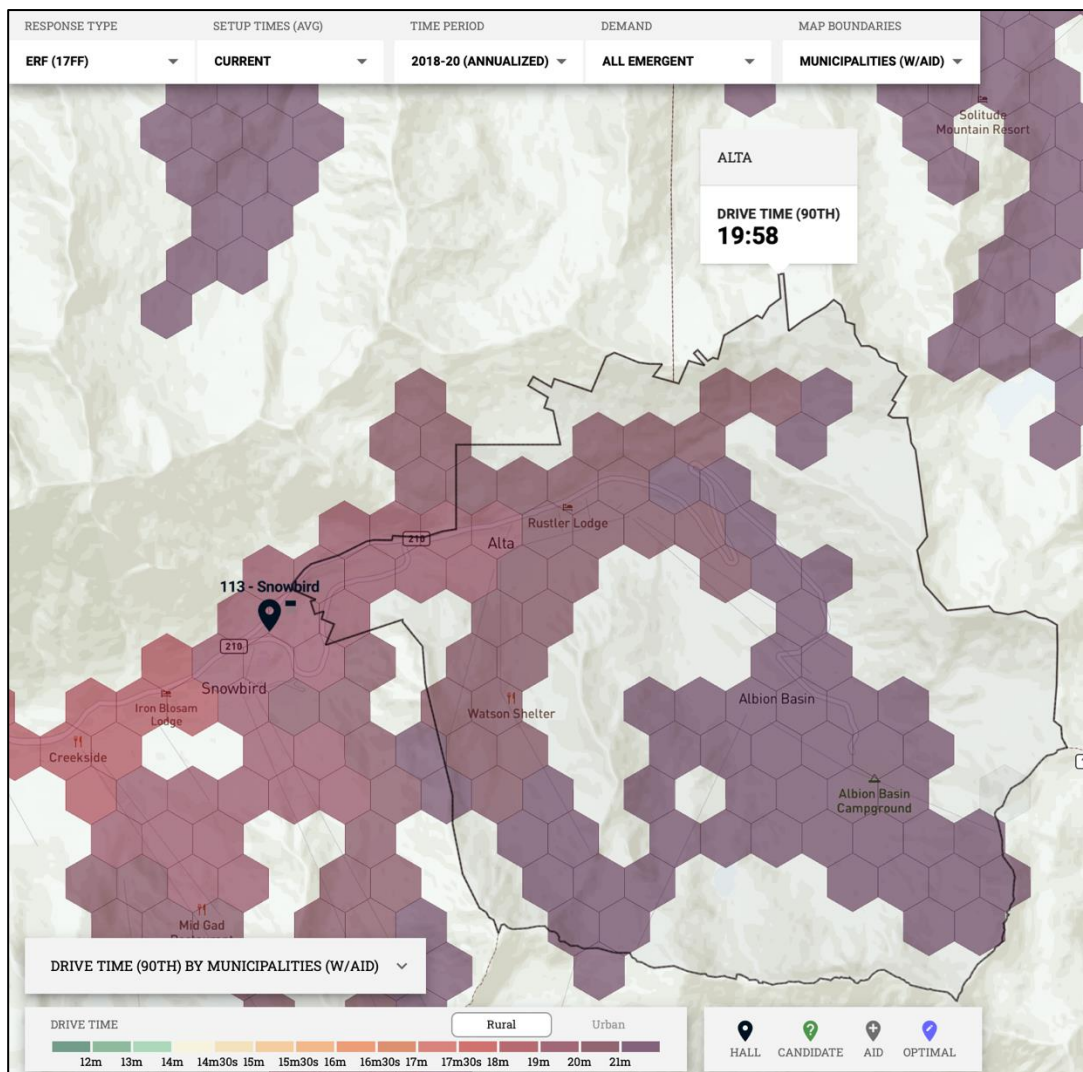 RESPONSE TYPE
SETUP TIMES (AVG)
TIME PERIOD
DEMAND
MAP BOUNDARIES
ERF (17FF)
CURRENT
2018-20 (ANNUALIZED)
ALL EMERGENT
MUNICIPALITIES (W/AID)
Solitude
Mountain Resort
ALTA
DRIVE TIME (90TH)
19:58
Rustler Lodge
210
Alta
113 - Snowbird
210
Snowbird
Iron Blosam
Lodge
Watson Shelter
Albion Basin
Creekside
Albion Basin
Campground
Mid Gad
DRIVE TIME (90TH) BY MUNICIPALITIES (W/AID)
DRIVE TIME
Rural
Urban
12m 13m 14m 14m30s 15m 15m30s 16m 16m30s 17m 17m30s 18m 19m 20m 21m
HALL
CANDIDATE
AID
OPTIMAL